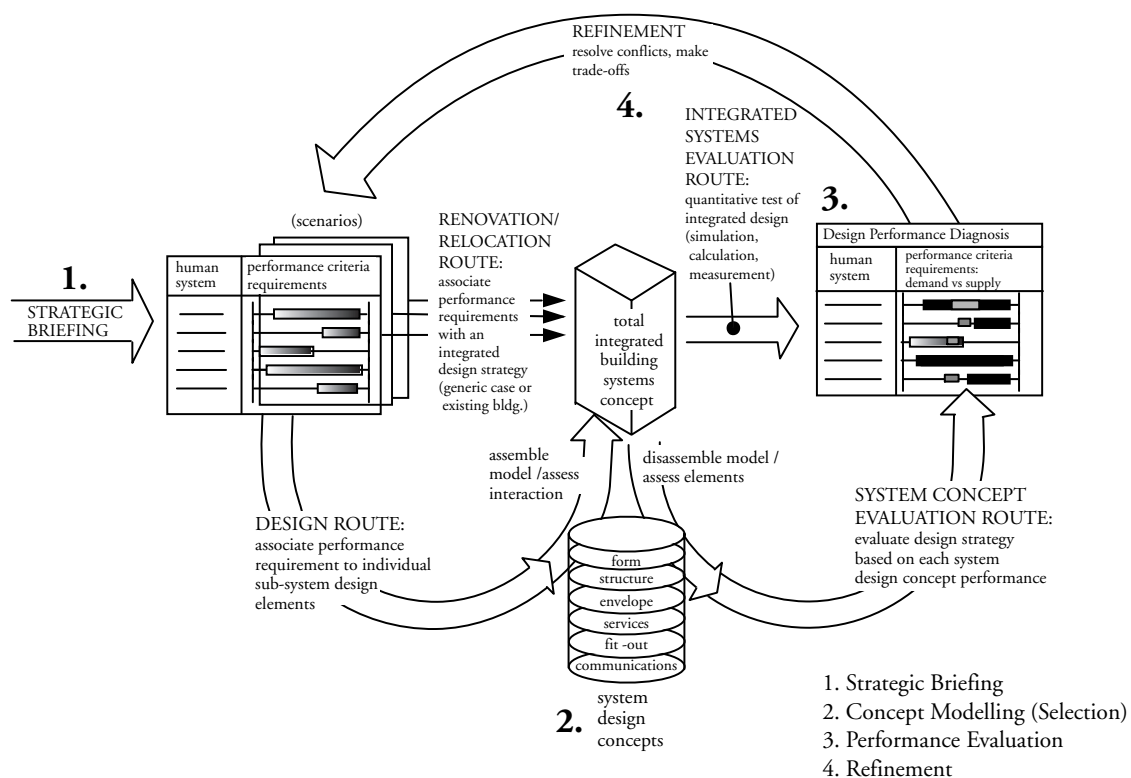 REFINEMENT
resolve conflicts, make
trade-offs
4.
INTEGRATED
SYSTEMS
EVALUATION
ROUTE:
quantitative test of
integrated design
(simulation,
calculation,
measurement)
3.
(scenarios)
RENOVATION/
RELOCATION
ROUTE:
associate
performance
requirements
with an
integrated
design strategy
(generic case or
existing bldg.)
1.
STRATEGIC
BRIEFING
human
system
performance criteria
requirements
total
integrated
building
systems
concept
Design Performance Diagnosis
human
system
performance criteria
requirements:
demand vs supply
assemble
model /assess
interaction
disassemble model /
assess elements
DESIGN ROUTE:
associate performance
requirement to individual
sub-system design
elements
SYSTEM CONCEPT
EVALUATION ROUTE:
evaluate design strategy
based on each system
design concept performance
form
structure
envelope
services
fit -out
communications
2.
system
design
concepts
1. Strategic Briefing
2. Concept Modelling (Selection)
3. Performance Evaluation
4. Refinement